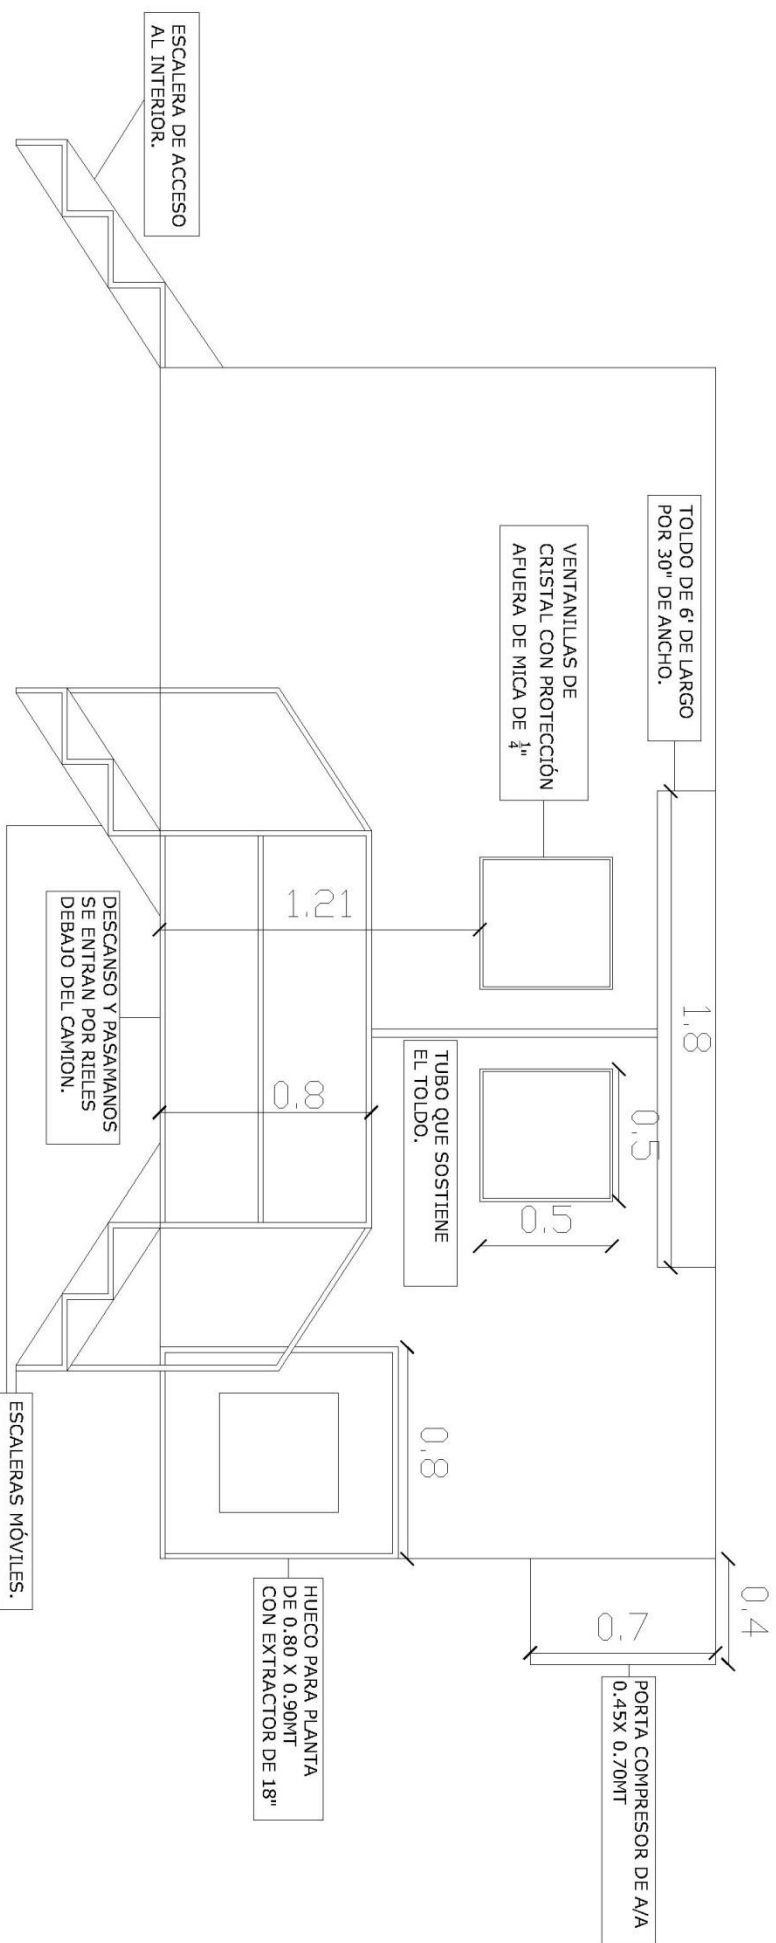 ESCALERA DE ACCESO
AL INTERIOR.
TOLDO DE 6' DE LARGO
POR 30" DE ANCHO.
VENTANILLAS DE
CRISTAL CON PROTECCIÓN
AFUERA DE MICA DE 1/4"
1.8
1.21
0.8
0.5
0.5
TUBO QUE SOSTIENE
EL TOLDO.
DESCANSO Y PASAMANOS
SE ENTRAN POR RIELES
DEBAJO DEL CAMION.
0.8
0.4
0.7
PORTA COMPRESOR DE A/A
0.45X 0.70MT
HUECO PARA PLANTA
DE 0.80 X 0.90MT
CON EXTRACTOR DE 18"
ESCALERAS MÓVILES.